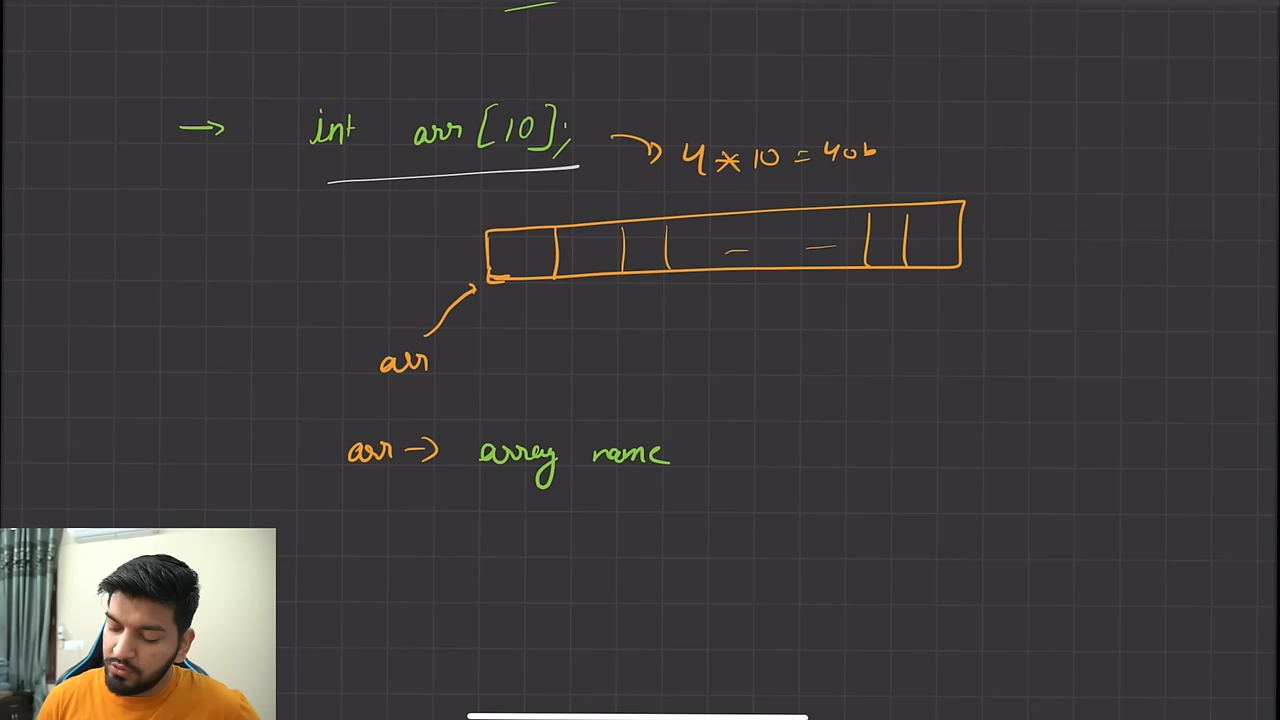 → int arr[10];
→ 4 * 10 = 40b
arr
arr → array name